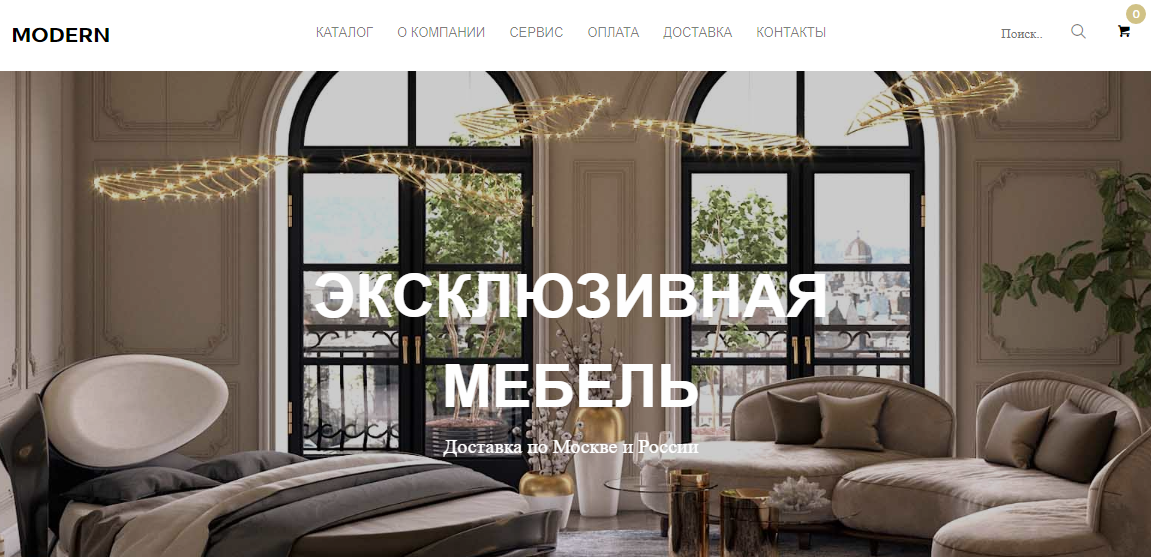 MODERN
КАТАЛОГ О КОМПАНИИ СЕРВИС ОПЛАТА ДОСТАВКА КОНТАКТЫ
Поиск..
0
ЭКСКЛЮЗИВНАЯ
МЕБЕЛЬ
Доставка по Москве и России